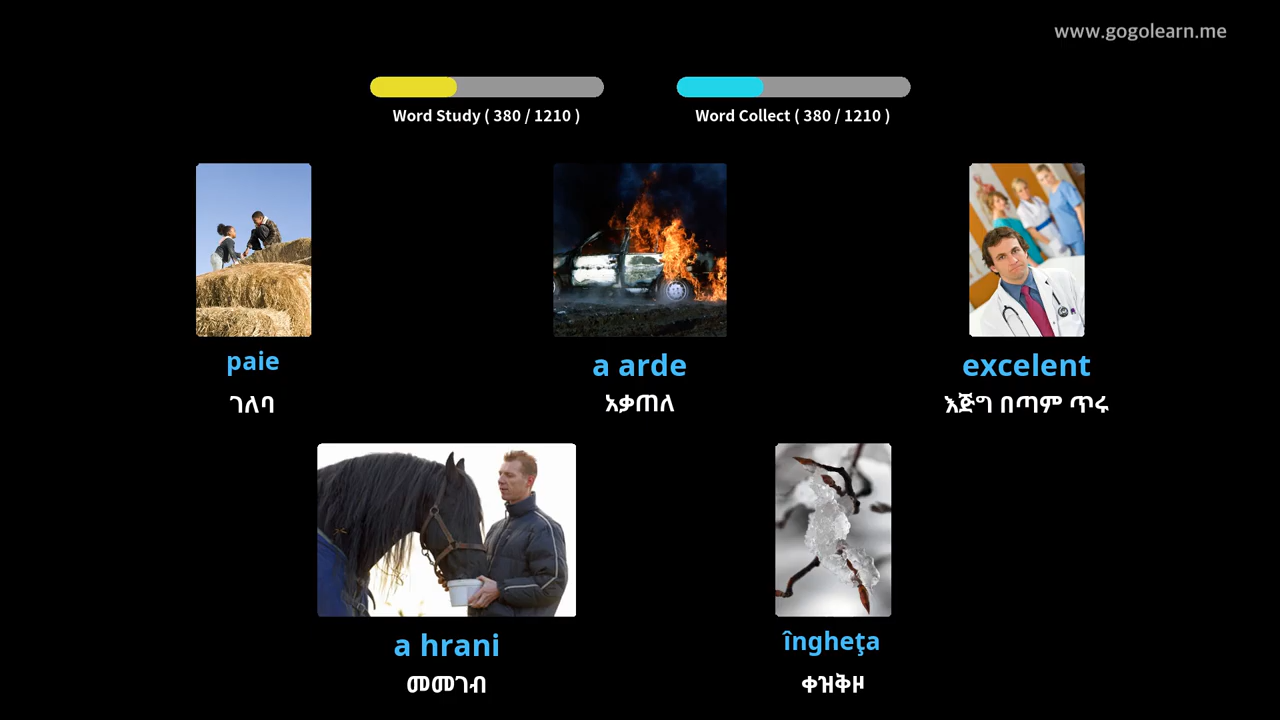 www.gogolearn.me
Word Study ( 380 / 1210 )
Word Collect ( 380 / 1210 )
paie
ገለባ
a arde
አቃጠለ
excelent
እጅግ በጣም ጥሩ
a hrani
መመገብ
îngheţa
ቀዝቅዞ